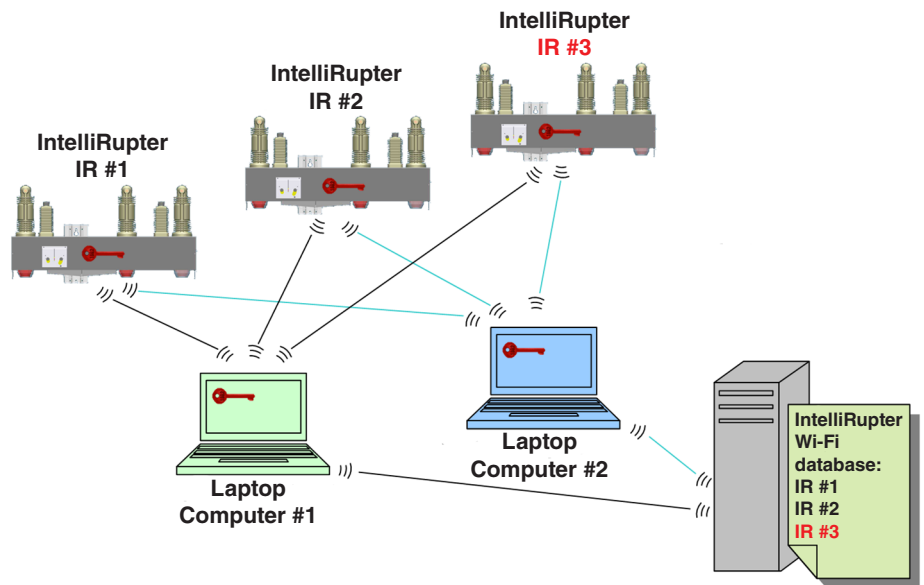 IntelliRupter
IR #3
IntelliRupter
IR #2
IntelliRupter
IR #1
Laptop
Computer #2
Laptop
Computer #1
IntelliRupter
Wi-Fi
database:
IR #1
IR #2
IR #3